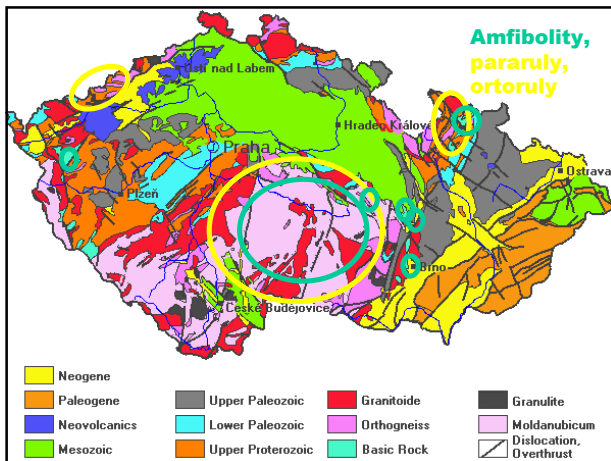 Amfibolity,
pararuly,
ortoruly
Ústí nad Labem
Hradec Králové
Praha
Ostrava
Plzeň
Brno
České Budějovice
Neogene
Paleogene
Neovolcanics
Mesozoic
Upper Paleozoic
Lower Paleozoic
Upper Proterozoic
Granitoide
Orthogneiss
Basic Rock
Granulite
Moldanubicum
Dislocation,
Overthrust